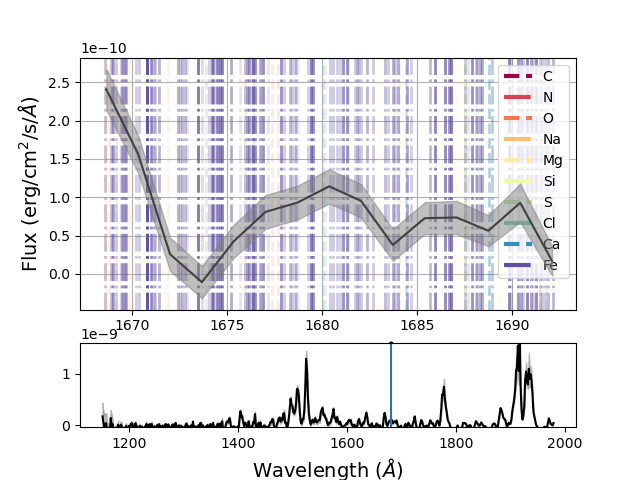 1e−10
2.5
2.0
1.5
1.0
0.5
0.0
Flux (erg/cm²/s/Å)
C
N
O
Na
Mg
Si
S
Cl
Ca
Fe
1670 1675 1680 1685 1690
1e−9
1
0
1200 1400 1600 1800 2000
Wavelength (Å)